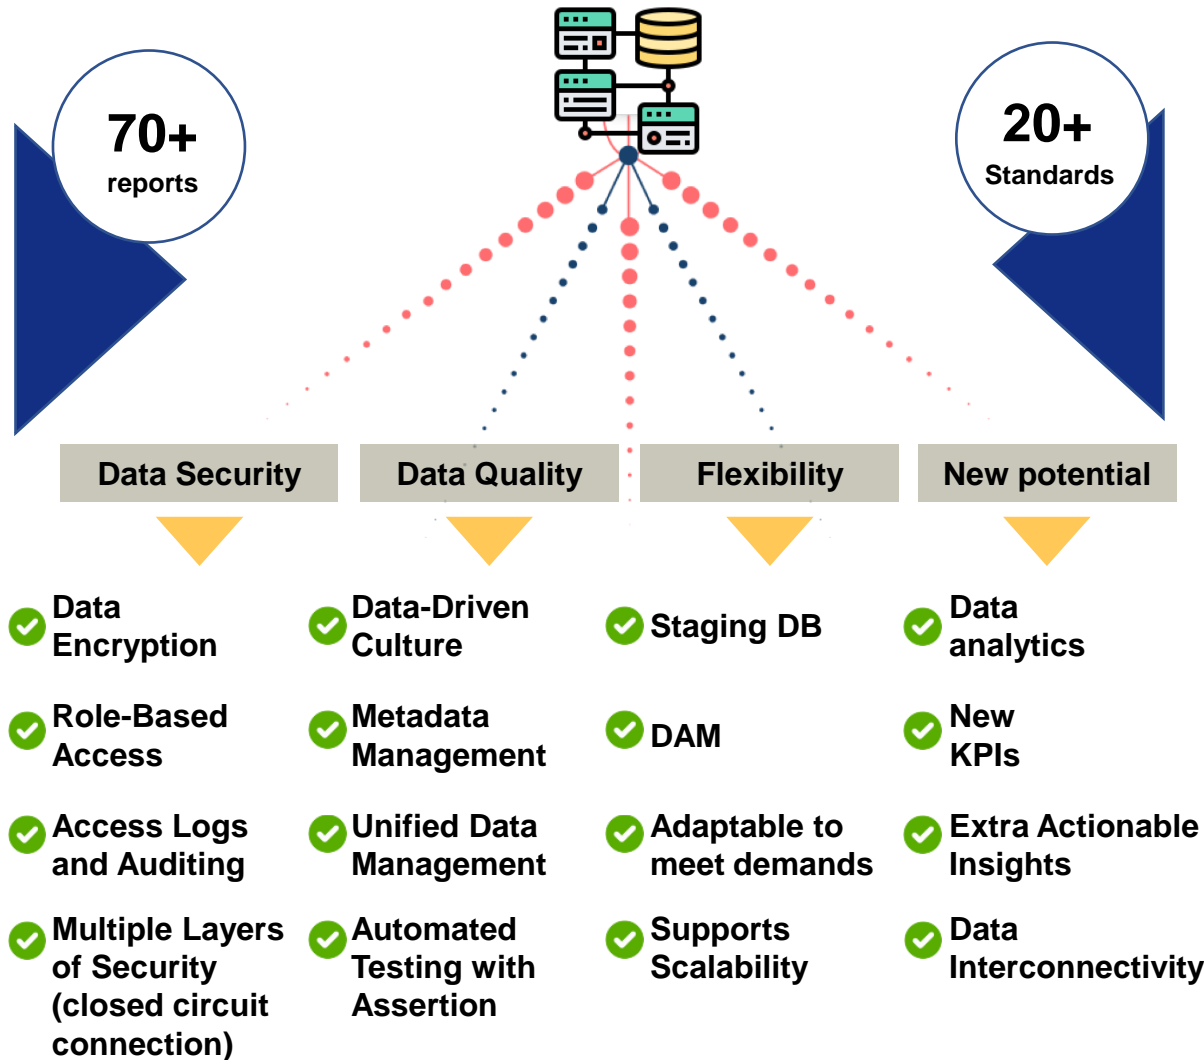 70+
reports
20+
Standards
Data Security
Data Quality
Flexibility
New potential
Data
Encryption
Role-Based
Access
Access Logs
and Auditing
Multiple Layers
of Security
(closed circuit
connection)
Data-Driven
Culture
Metadata
Management
Unified Data
Management
Automated
Testing with
Assertion
Staging DB
DAM
Adaptable to
meet demands
Supports
Scalability
Data
analytics
New
KPIs
Extra Actionable
Insights
Data
Interconnectivity